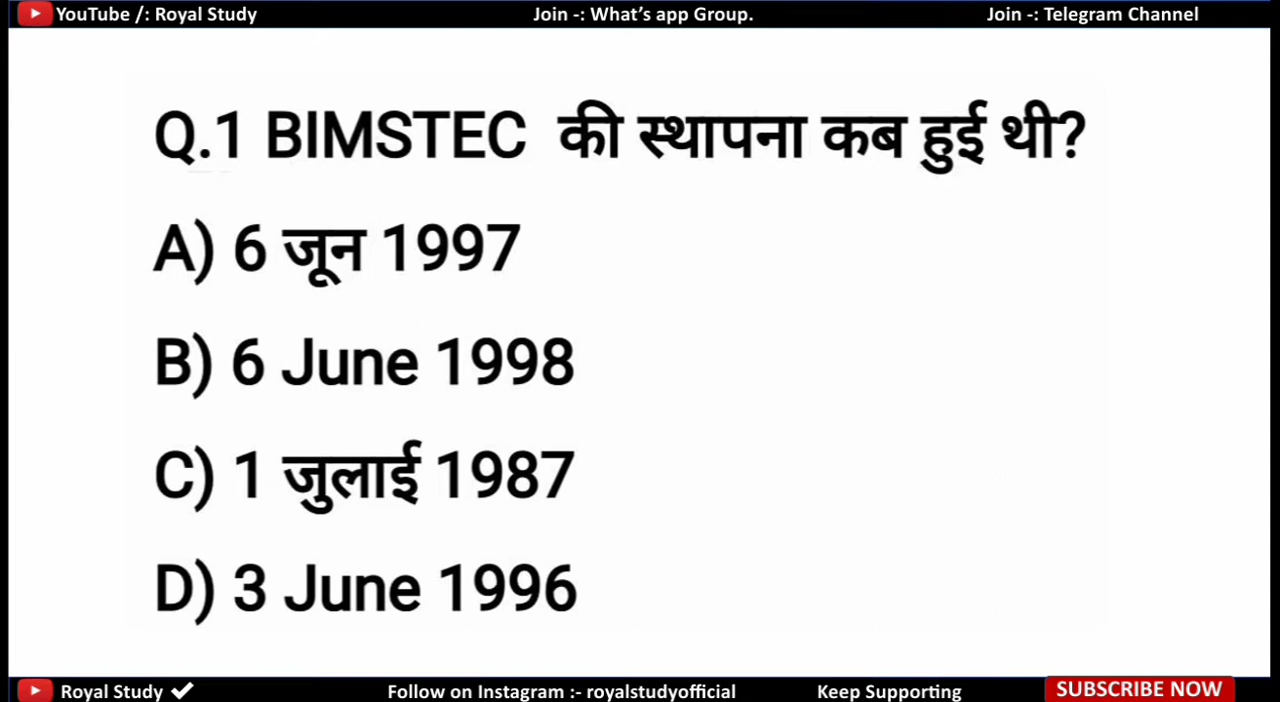 YouTube /: Royal Study Join -: What's app Group. Join -: Telegram Channel
Q.1 BIMSTEC की स्थापना कब हुई थी?
A) 6 जून 1997
B) 6 June 1998
C) 1 जुलाई 1987
D) 3 June 1996
Royal Study ✔ Follow on Instagram :- royalstudyofficial Keep Supporting SUBSCRIBE NOW